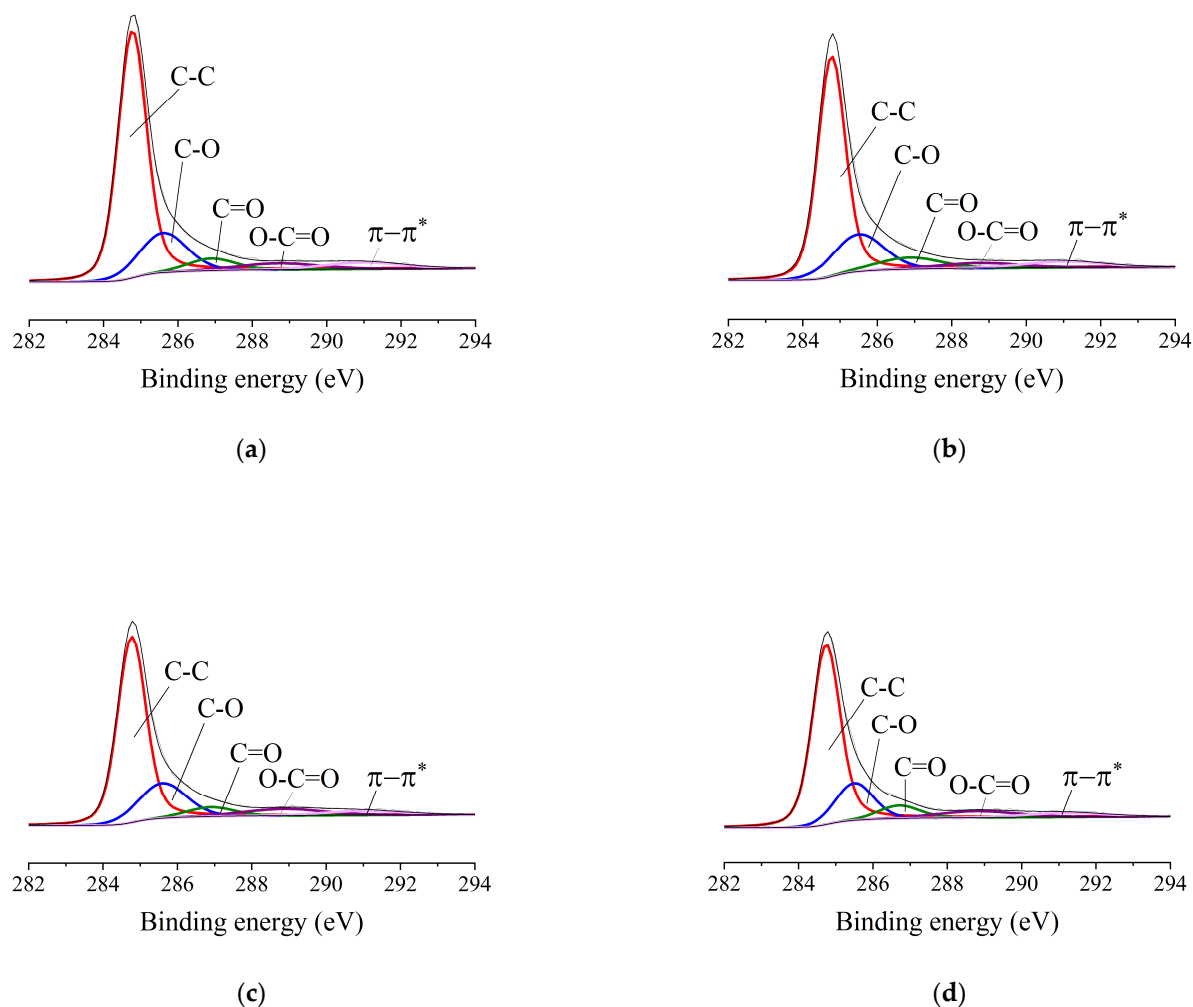 C-C
C-O
C=O
O-C=O
π−π*
282 284 286 288 290 292 294
Binding energy (eV)
(a)
C-C
C-O
C=O
O-C=O
π−π*
282 284 286 288 290 292 294
Binding energy (eV)
(b)
C-C
C-O
C=O
O-C=O
π−π*
282 284 286 288 290 292 294
Binding energy (eV)
(c)
C-C
C-O
C=O
O-C=O
π−π*
282 284 286 288 290 292 294
Binding energy (eV)
(d)